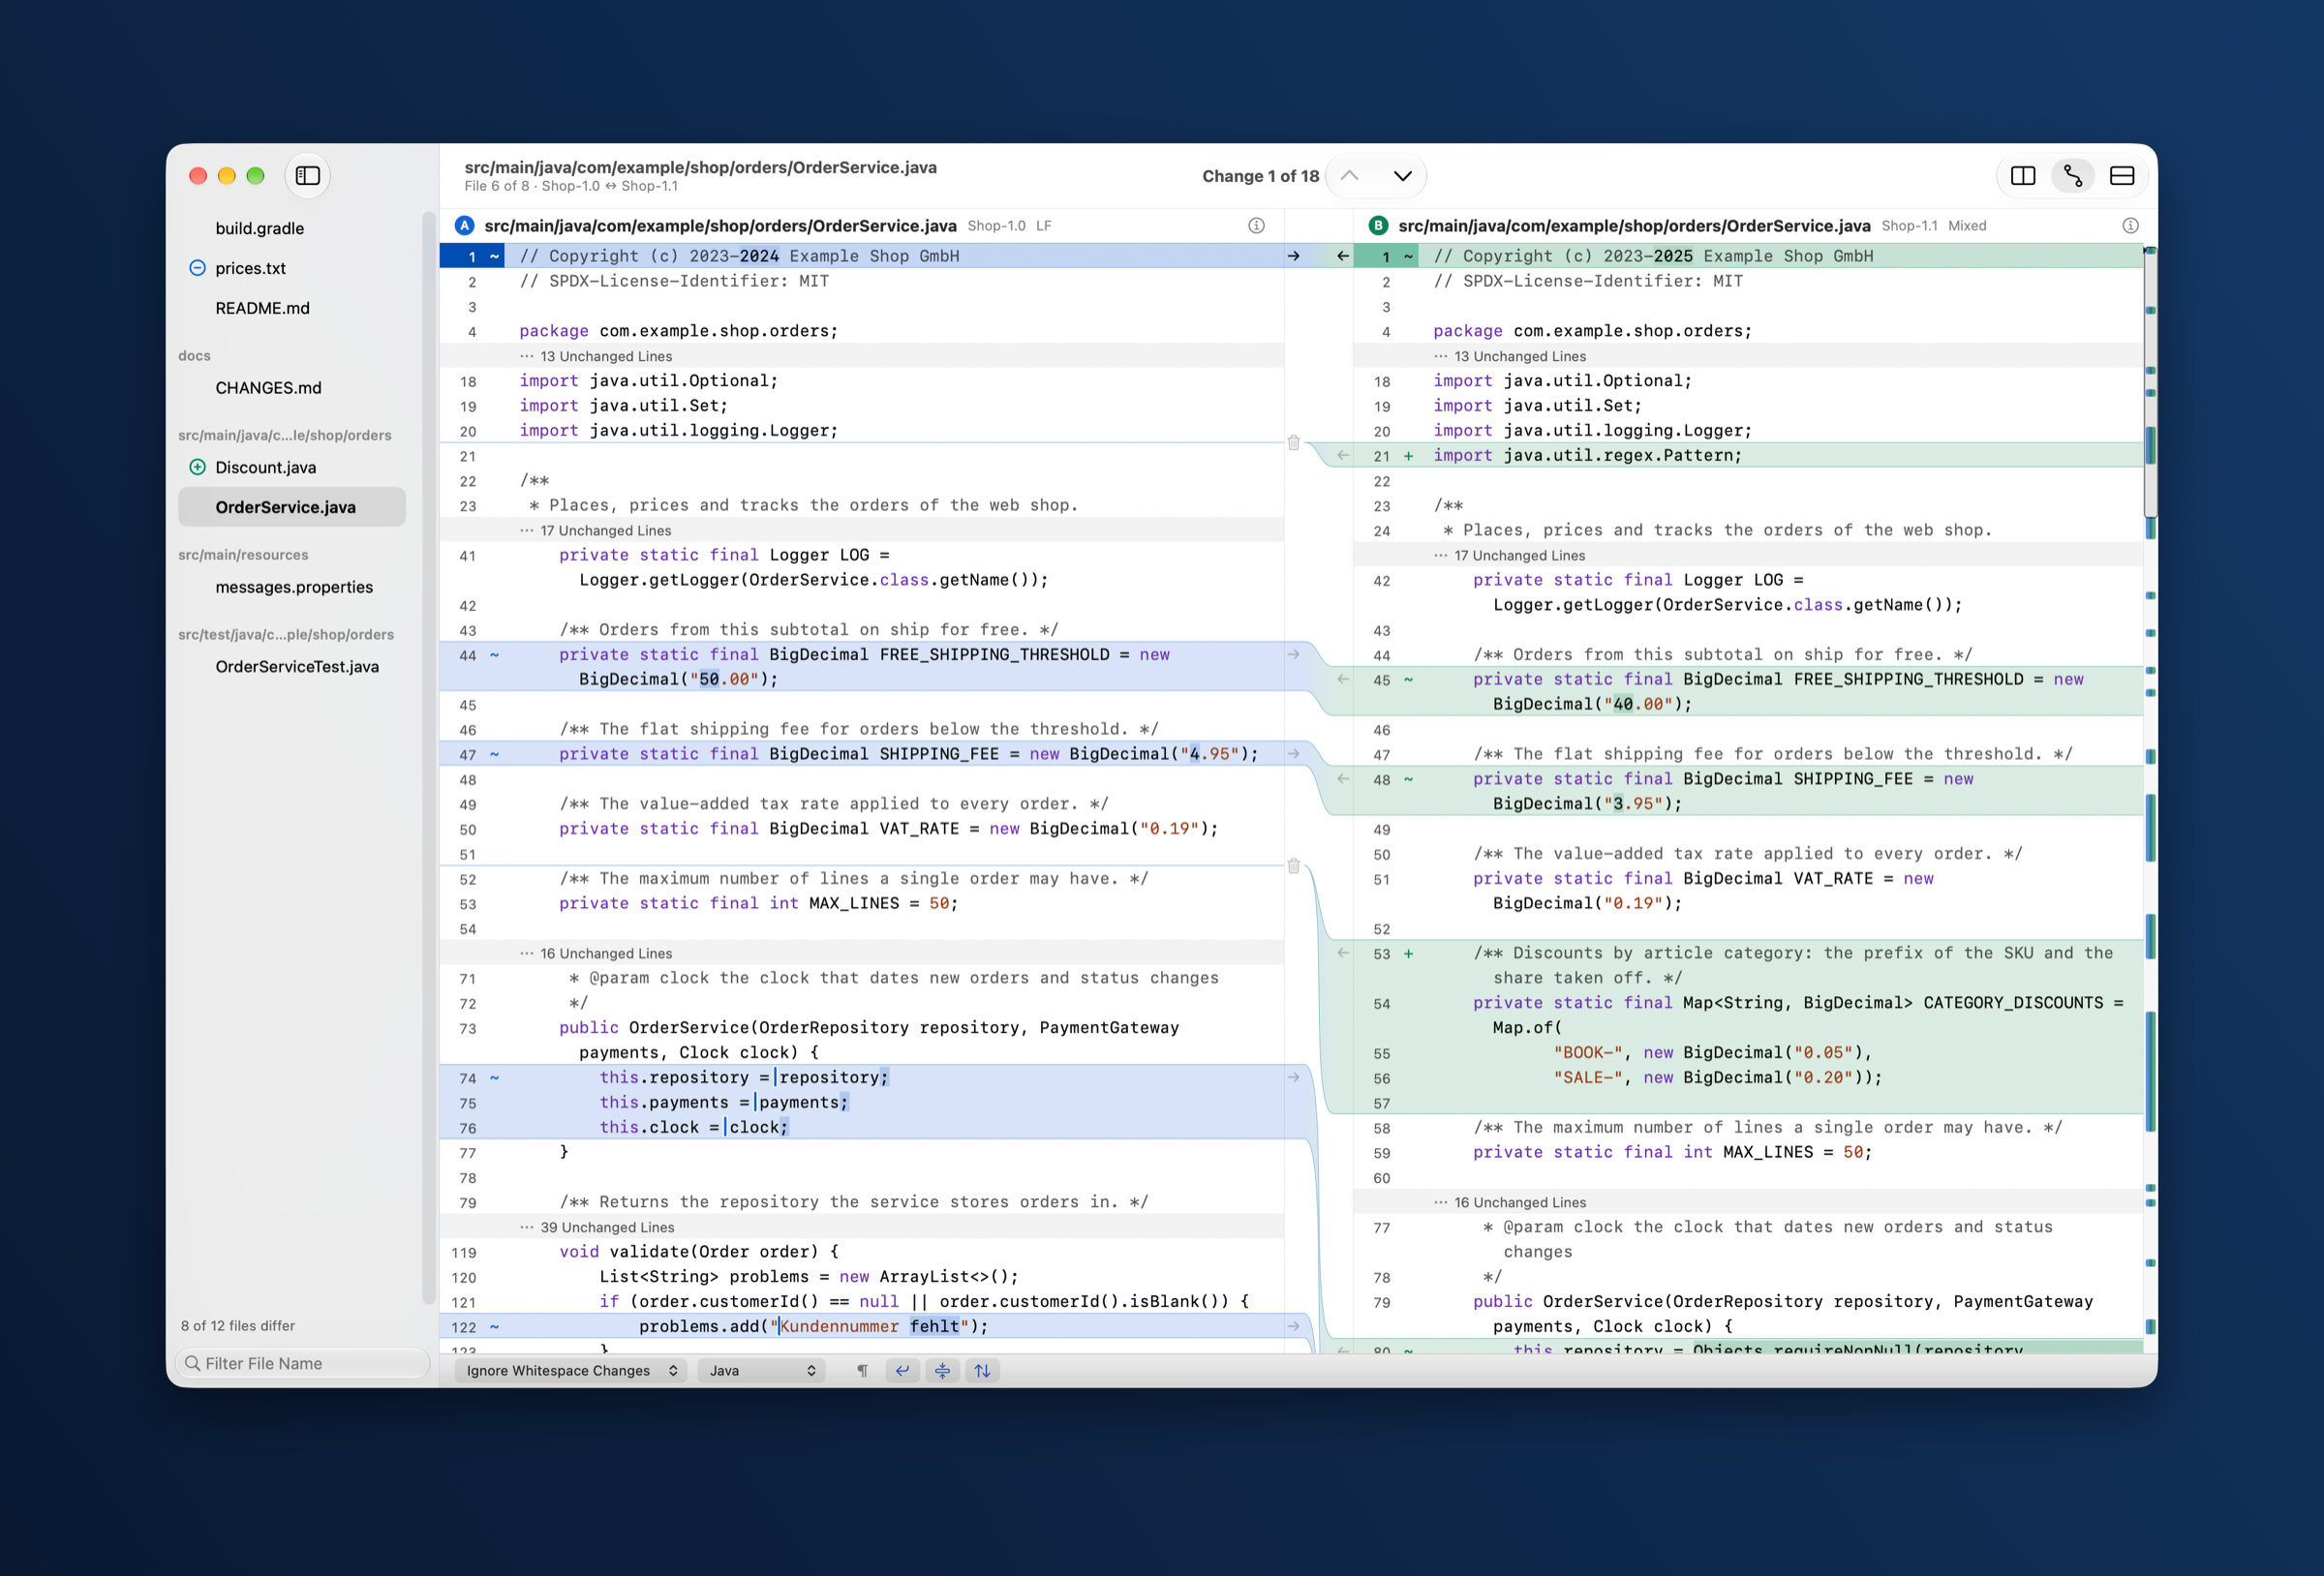 src/main/java/com/example/shop/orders/OrderService.java
File 6 of 8 · Shop-1.0 ↔ Shop-1.1
Change 1 of 18
build.gradle
prices.txt
README.md
docs
CHANGES.md
src/main/java/c...le/shop/orders
Discount.java
OrderService.java
src/main/resources
messages.properties
src/test/java/c...ple/shop/orders
OrderServiceTest.java
8 of 12 files differ
Filter File Name
A src/main/java/com/example/shop/orders/OrderService.java Shop-1.0 LF
1 ~ // Copyright (c) 2023–2024 Example Shop GmbH
2 // SPDX-License-Identifier: MIT
3
4 package com.example.shop.orders;
··· 13 Unchanged Lines
18 import java.util.Optional;
19 import java.util.Set;
20 import java.util.logging.Logger;
21
22 /**
23 * Places, prices and tracks the orders of the web shop.
··· 17 Unchanged Lines
41 private static final Logger LOG =
Logger.getLogger(OrderService.class.getName());
42
43 /** Orders from this subtotal on ship for free. */
44 ~ private static final BigDecimal FREE_SHIPPING_THRESHOLD = new
BigDecimal("50.00");
45
46 /** The flat shipping fee for orders below the threshold. */
47 ~ private static final BigDecimal SHIPPING_FEE = new BigDecimal("4.95");
48
49 /** The value-added tax rate applied to every order. */
50 private static final BigDecimal VAT_RATE = new BigDecimal("0.19");
51
52 /** The maximum number of lines a single order may have. */
53 private static final int MAX_LINES = 50;
54
··· 16 Unchanged Lines
71 * @param clock the clock that dates new orders and status changes
72 */
73 public OrderService(OrderRepository repository, PaymentGateway
payments, Clock clock) {
74 ~ this.repository = repository;
75 this.payments = payments;
76 this.clock = clock;
77 }
78
79 /** Returns the repository the service stores orders in. */
··· 39 Unchanged Lines
119 void validate(Order order) {
120 List<String> problems = new ArrayList<>();
121 if (order.customerId() == null || order.customerId().isBlank()) {
122 ~ problems.add("Kundennummer fehlt");
123 }
B src/main/java/com/example/shop/orders/OrderService.java Shop-1.1 Mixed
1 ~ // Copyright (c) 2023–2025 Example Shop GmbH
2 // SPDX-License-Identifier: MIT
3
4 package com.example.shop.orders;
··· 13 Unchanged Lines
18 import java.util.Optional;
19 import java.util.Set;
20 import java.util.logging.Logger;
21 + import java.util.regex.Pattern;
22
23 /**
24 * Places, prices and tracks the orders of the web shop.
··· 17 Unchanged Lines
42 private static final Logger LOG =
Logger.getLogger(OrderService.class.getName());
43
44 /** Orders from this subtotal on ship for free. */
45 ~ private static final BigDecimal FREE_SHIPPING_THRESHOLD = new
BigDecimal("40.00");
46
47 /** The flat shipping fee for orders below the threshold. */
48 ~ private static final BigDecimal SHIPPING_FEE = new
BigDecimal("3.95");
49
50 /** The value-added tax rate applied to every order. */
51 private static final BigDecimal VAT_RATE = new
BigDecimal("0.19");
52
53 + /** Discounts by article category: the prefix of the SKU and the
share taken off. */
54 private static final Map<String, BigDecimal> CATEGORY_DISCOUNTS =
Map.of(
55 "BOOK-", new BigDecimal("0.05"),
56 "SALE-", new BigDecimal("0.20"));
57
58 /** The maximum number of lines a single order may have. */
59 private static final int MAX_LINES = 50;
60
··· 16 Unchanged Lines
77 * @param clock the clock that dates new orders and status
changes
78 */
79 public OrderService(OrderRepository repository, PaymentGateway
payments, Clock clock) {
80 ~ this.repository = Objects.requireNonNull(repository,
Ignore Whitespace Changes
Java
¶